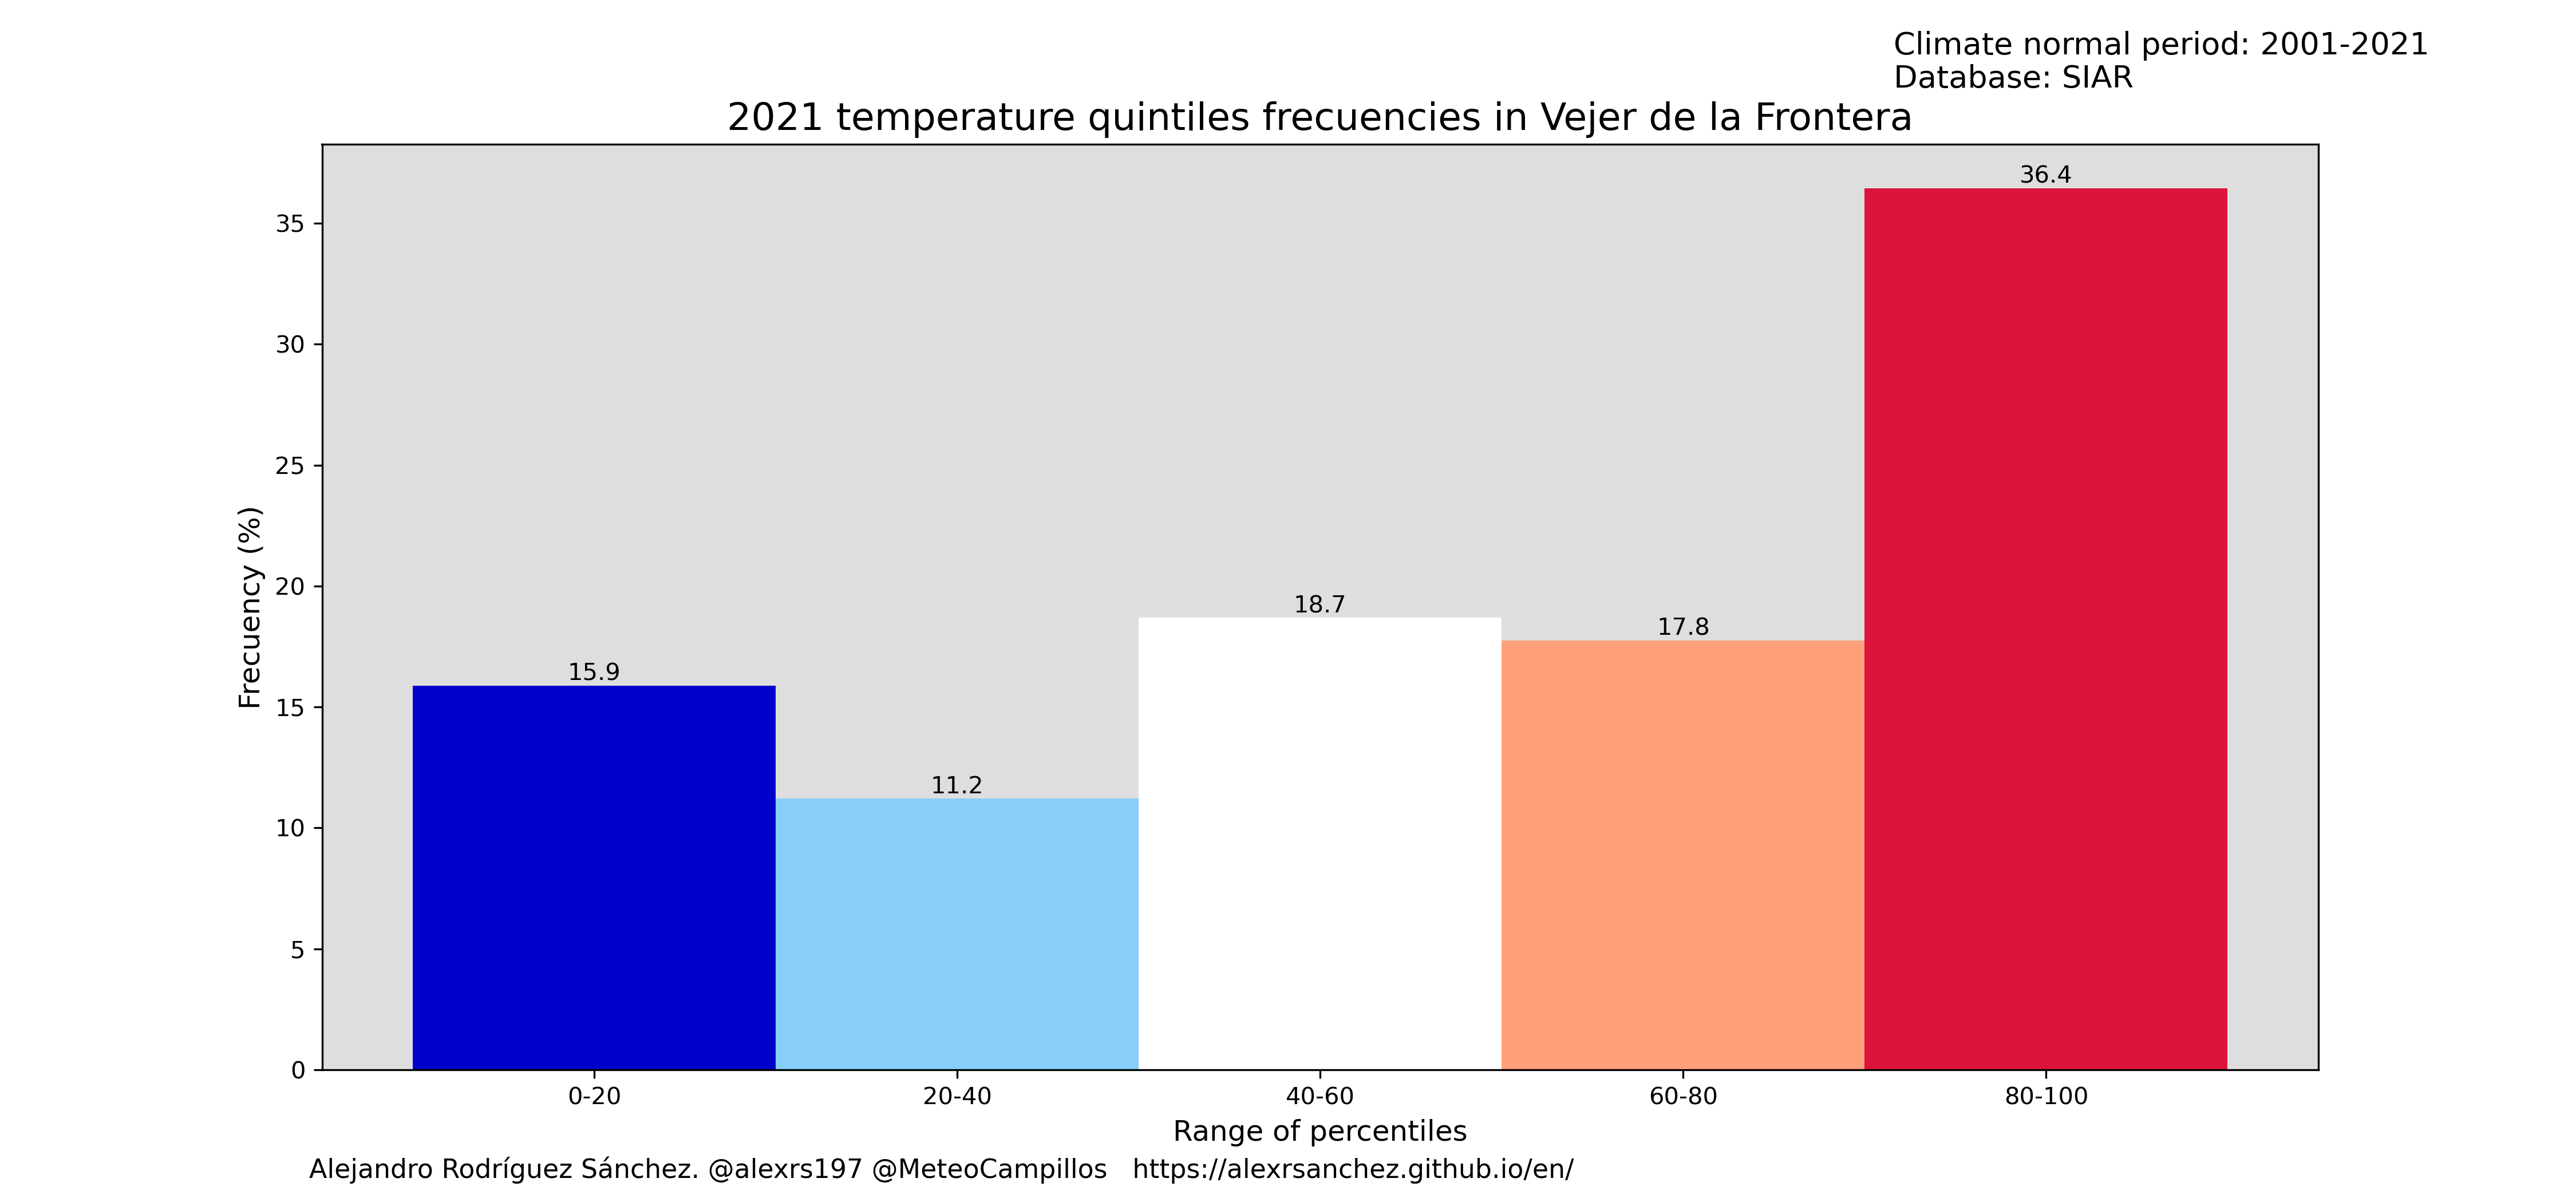 Climate normal period: 2001-2021
Database: SIAR
2021 temperature quintiles frecuencies in Vejer de la Frontera
36.4
35
30
25
20
18.7
17.8
15.9
15
11.2
10
5
0
Frecuency (%)
0-20 20-40 40-60 60-80 80-100
Range of percentiles
Alejandro Rodríguez Sánchez. @alexrs197 @MeteoCampillos https://alexrsanchez.github.io/en/